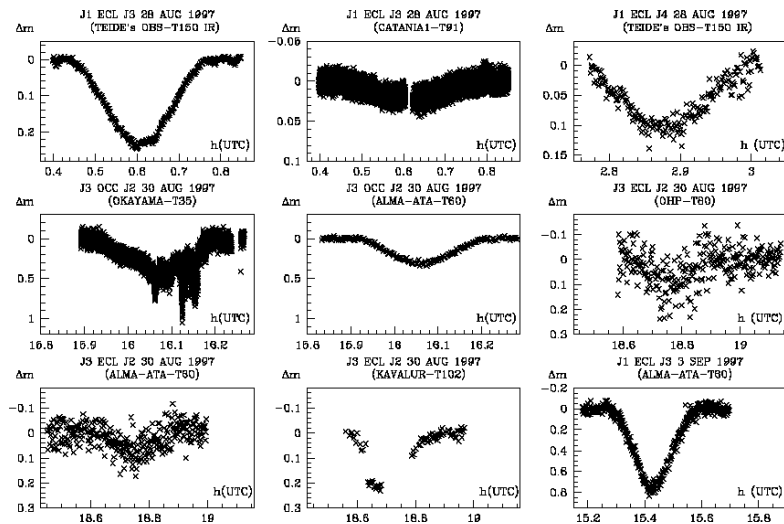 J1 ECL J3 28 AUG 1997
(TEIDE's OBS-T150 IR)
Δm
0
0.1
0.2
h(UTC)
0.4 0.5 0.6 0.7 0.8
J1 ECL J3 28 AUG 1997
(CATANIA1-T91)
Δm
-0.05
0
0.05
0.1
h(UTC)
0.4 0.5 0.6 0.7 0.8
J1 ECL J4 28 AUG 1997
(TEIDE's OBS-T150 IR)
Δm
0
0.05
0.1
0.15
h(UTC)
2.8 2.9 3
J3 OCC J2 30 AUG 1997
(OKAYAMA-T35)
Δm
0
0.5
1
h(UTC)
15.8 15.9 16 16.1 16.2
J3 OCC J2 30 AUG 1997
(ALMA-ATA-T60)
Δm
0
0.5
1
h(UTC)
15.8 15.9 16 16.1 16.2
J3 ECL J2 30 AUG 1997
(OHP-T80)
Δm
-0.1
0
0.1
0.2
0.3
h(UTC)
18.6 18.8 19
J3 ECL J2 30 AUG 1997
(ALMA-ATA-T60)
Δm
-0.1
0
0.1
0.2
0.3
h(UTC)
18.6 18.8 19
J3 ECL J2 30 AUG 1997
(KAVALUR-T102)
Δm
-0.1
0
0.1
0.2
0.3
h(UTC)
18.6 18.8 19
J1 ECL J3 3 SEP 1997
(ALMA-ATA-T60)
Δm
-0.2
0
0.2
0.4
0.6
0.8
h(UTC)
15.2 15.4 15.6 15.8